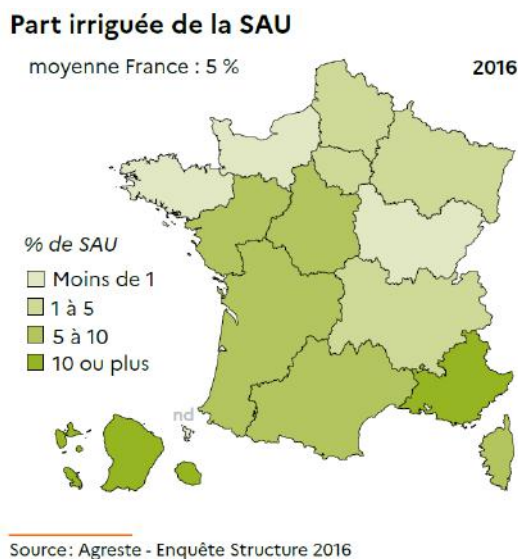 Part irriguée de la SAU
moyenne France : 5 %
2016
% de SAU
Moins de 1
1 à 5
5 à 10
10 ou plus
nd
Source: Agreste - Enquête Structure 2016